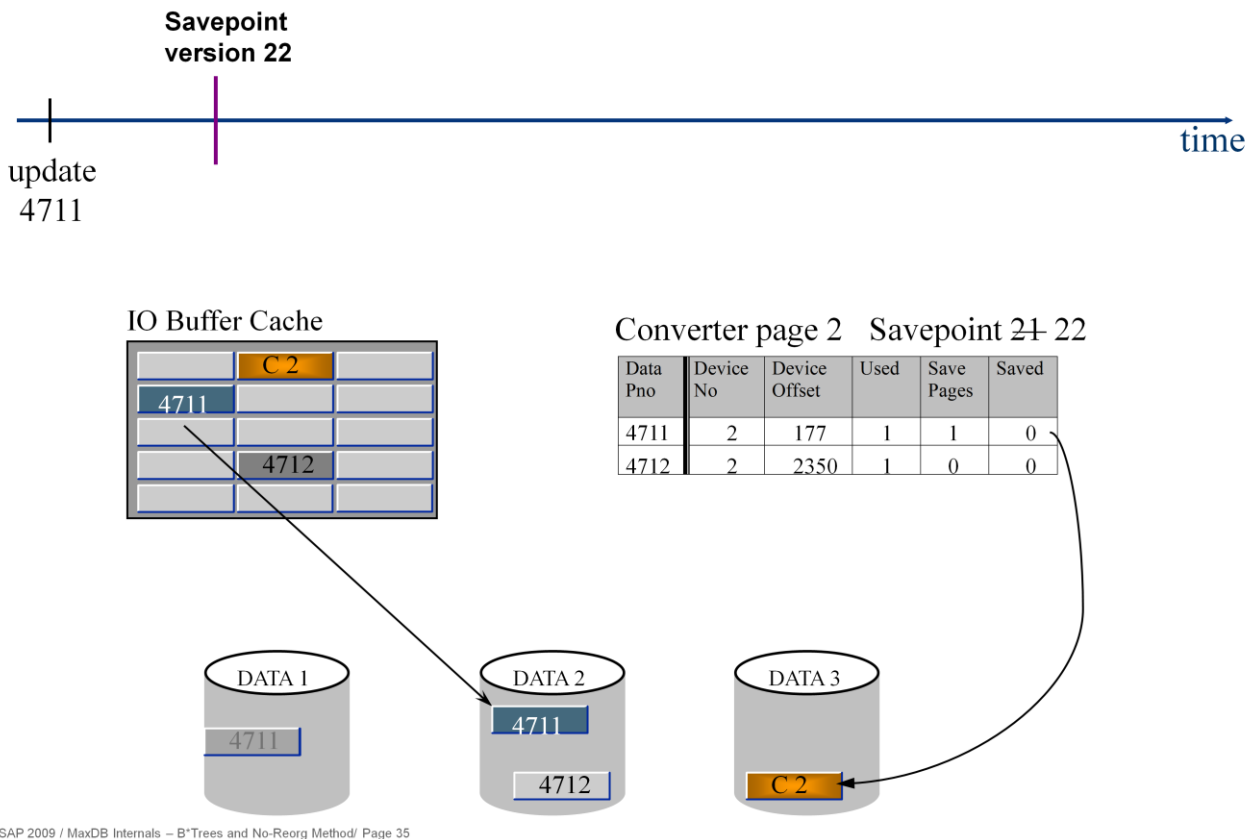 Savepoint
version 22
time
update
4711
IO Buffer Cache
C 2
4711
4712
Converter page 2 Savepoint 21 22
Data Pno Device No Device Offset Used Save Pages Saved
4711 2 177 1 1 0
4712 2 2350 1 0 0
DATA 1
4711
DATA 2
4711
4712
DATA 3
C 2
SAP 2009 / MaxDB Internals – B*Trees and No-Reorg Method/ Page 35